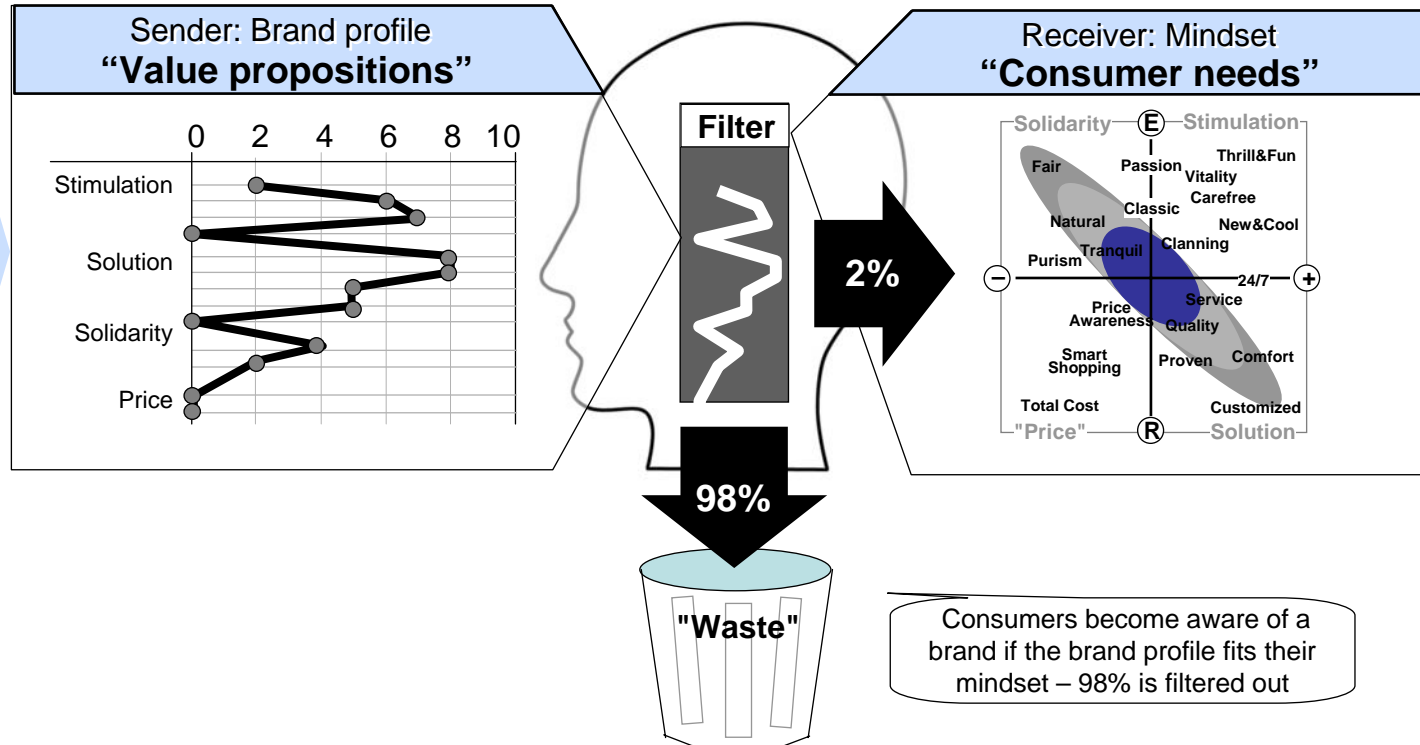 Sender: Brand profile
“Value propositions”
0 2 4 6 8 10
Stimulation
Solution
Solidarity
Price
Filter
2%
98%
"Waste"
Receiver: Mindset
“Consumer needs”
Solidarity E Stimulation
Fair
Passion
Thrill&Fun
Vitality
Carefree
Classic
Natural
New&Cool
Tranquil
Clanning
Purism
− 24/7 +
Service
Price
Awareness
Quality
Smart
Shopping
Proven
Comfort
Total Cost
Customized
"Price" R Solution
Consumers become aware of a
brand if the brand profile fits their
mindset – 98% is filtered out